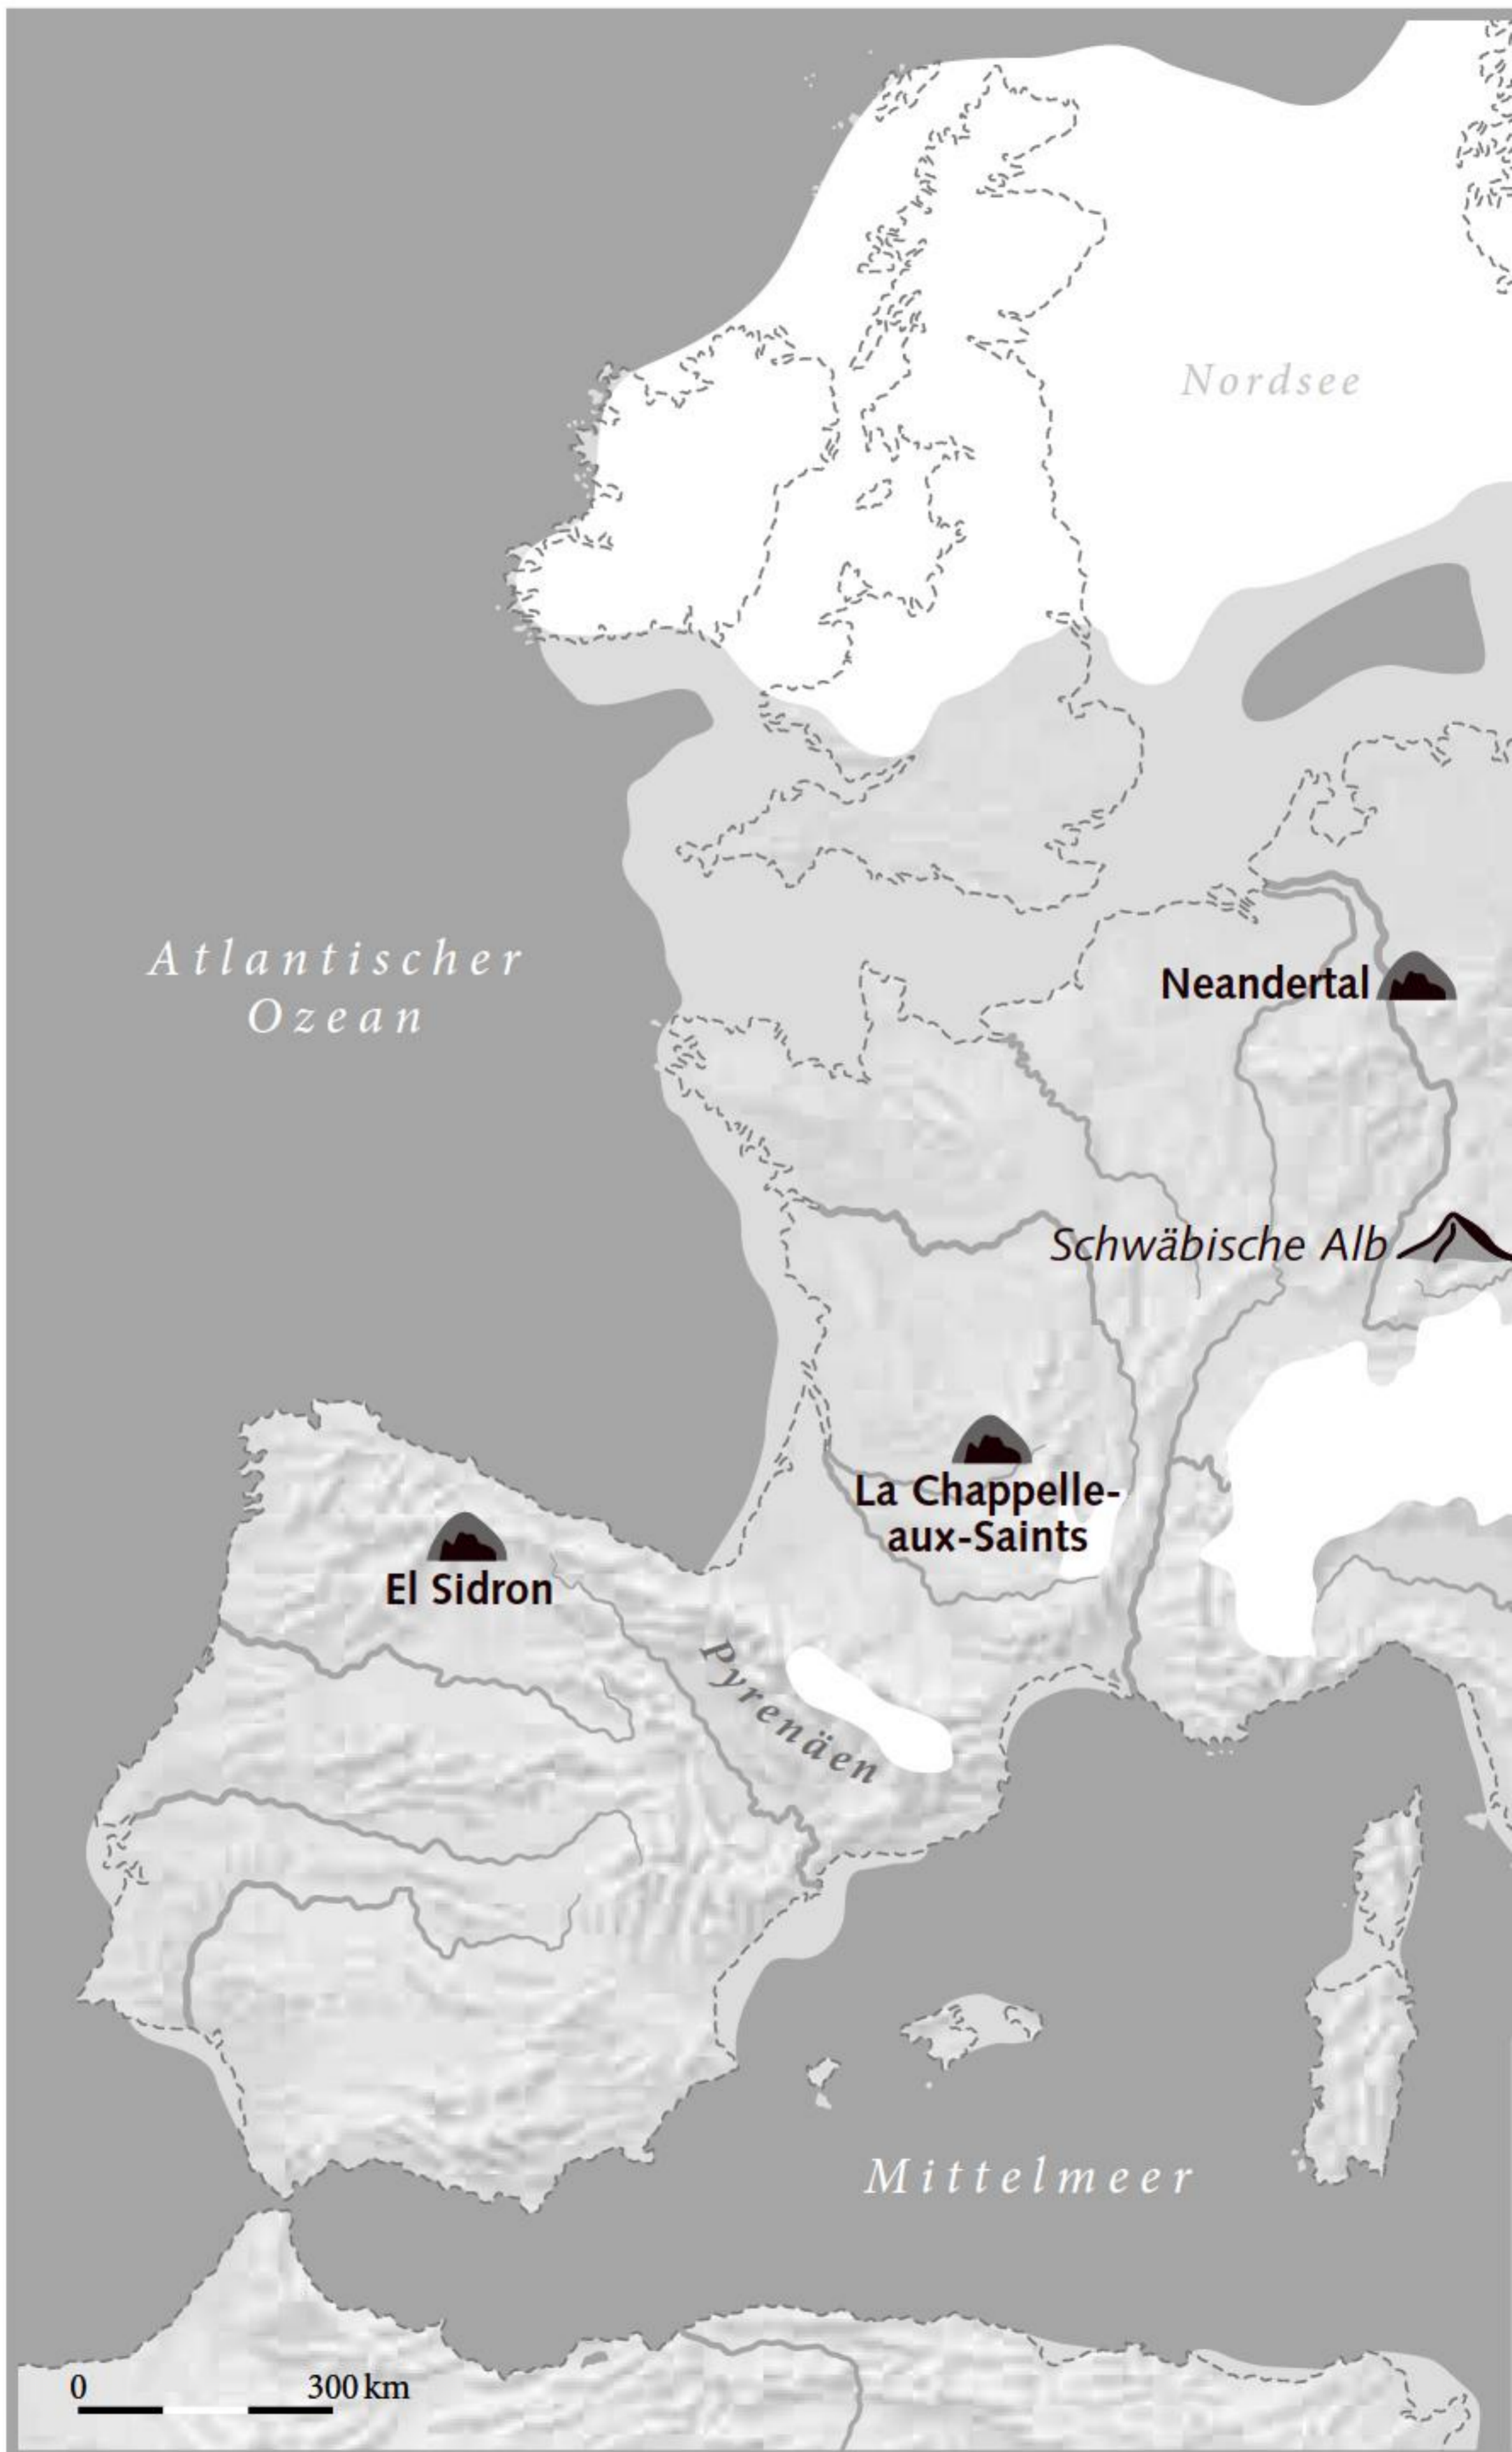 Nordsee
Atlantischer
Ozean
Neandertal
Schwäbische Alb
La Chappelle-
aux-Saints
El Sidron
Pyrenäen
Mittelmeer
0 300 km